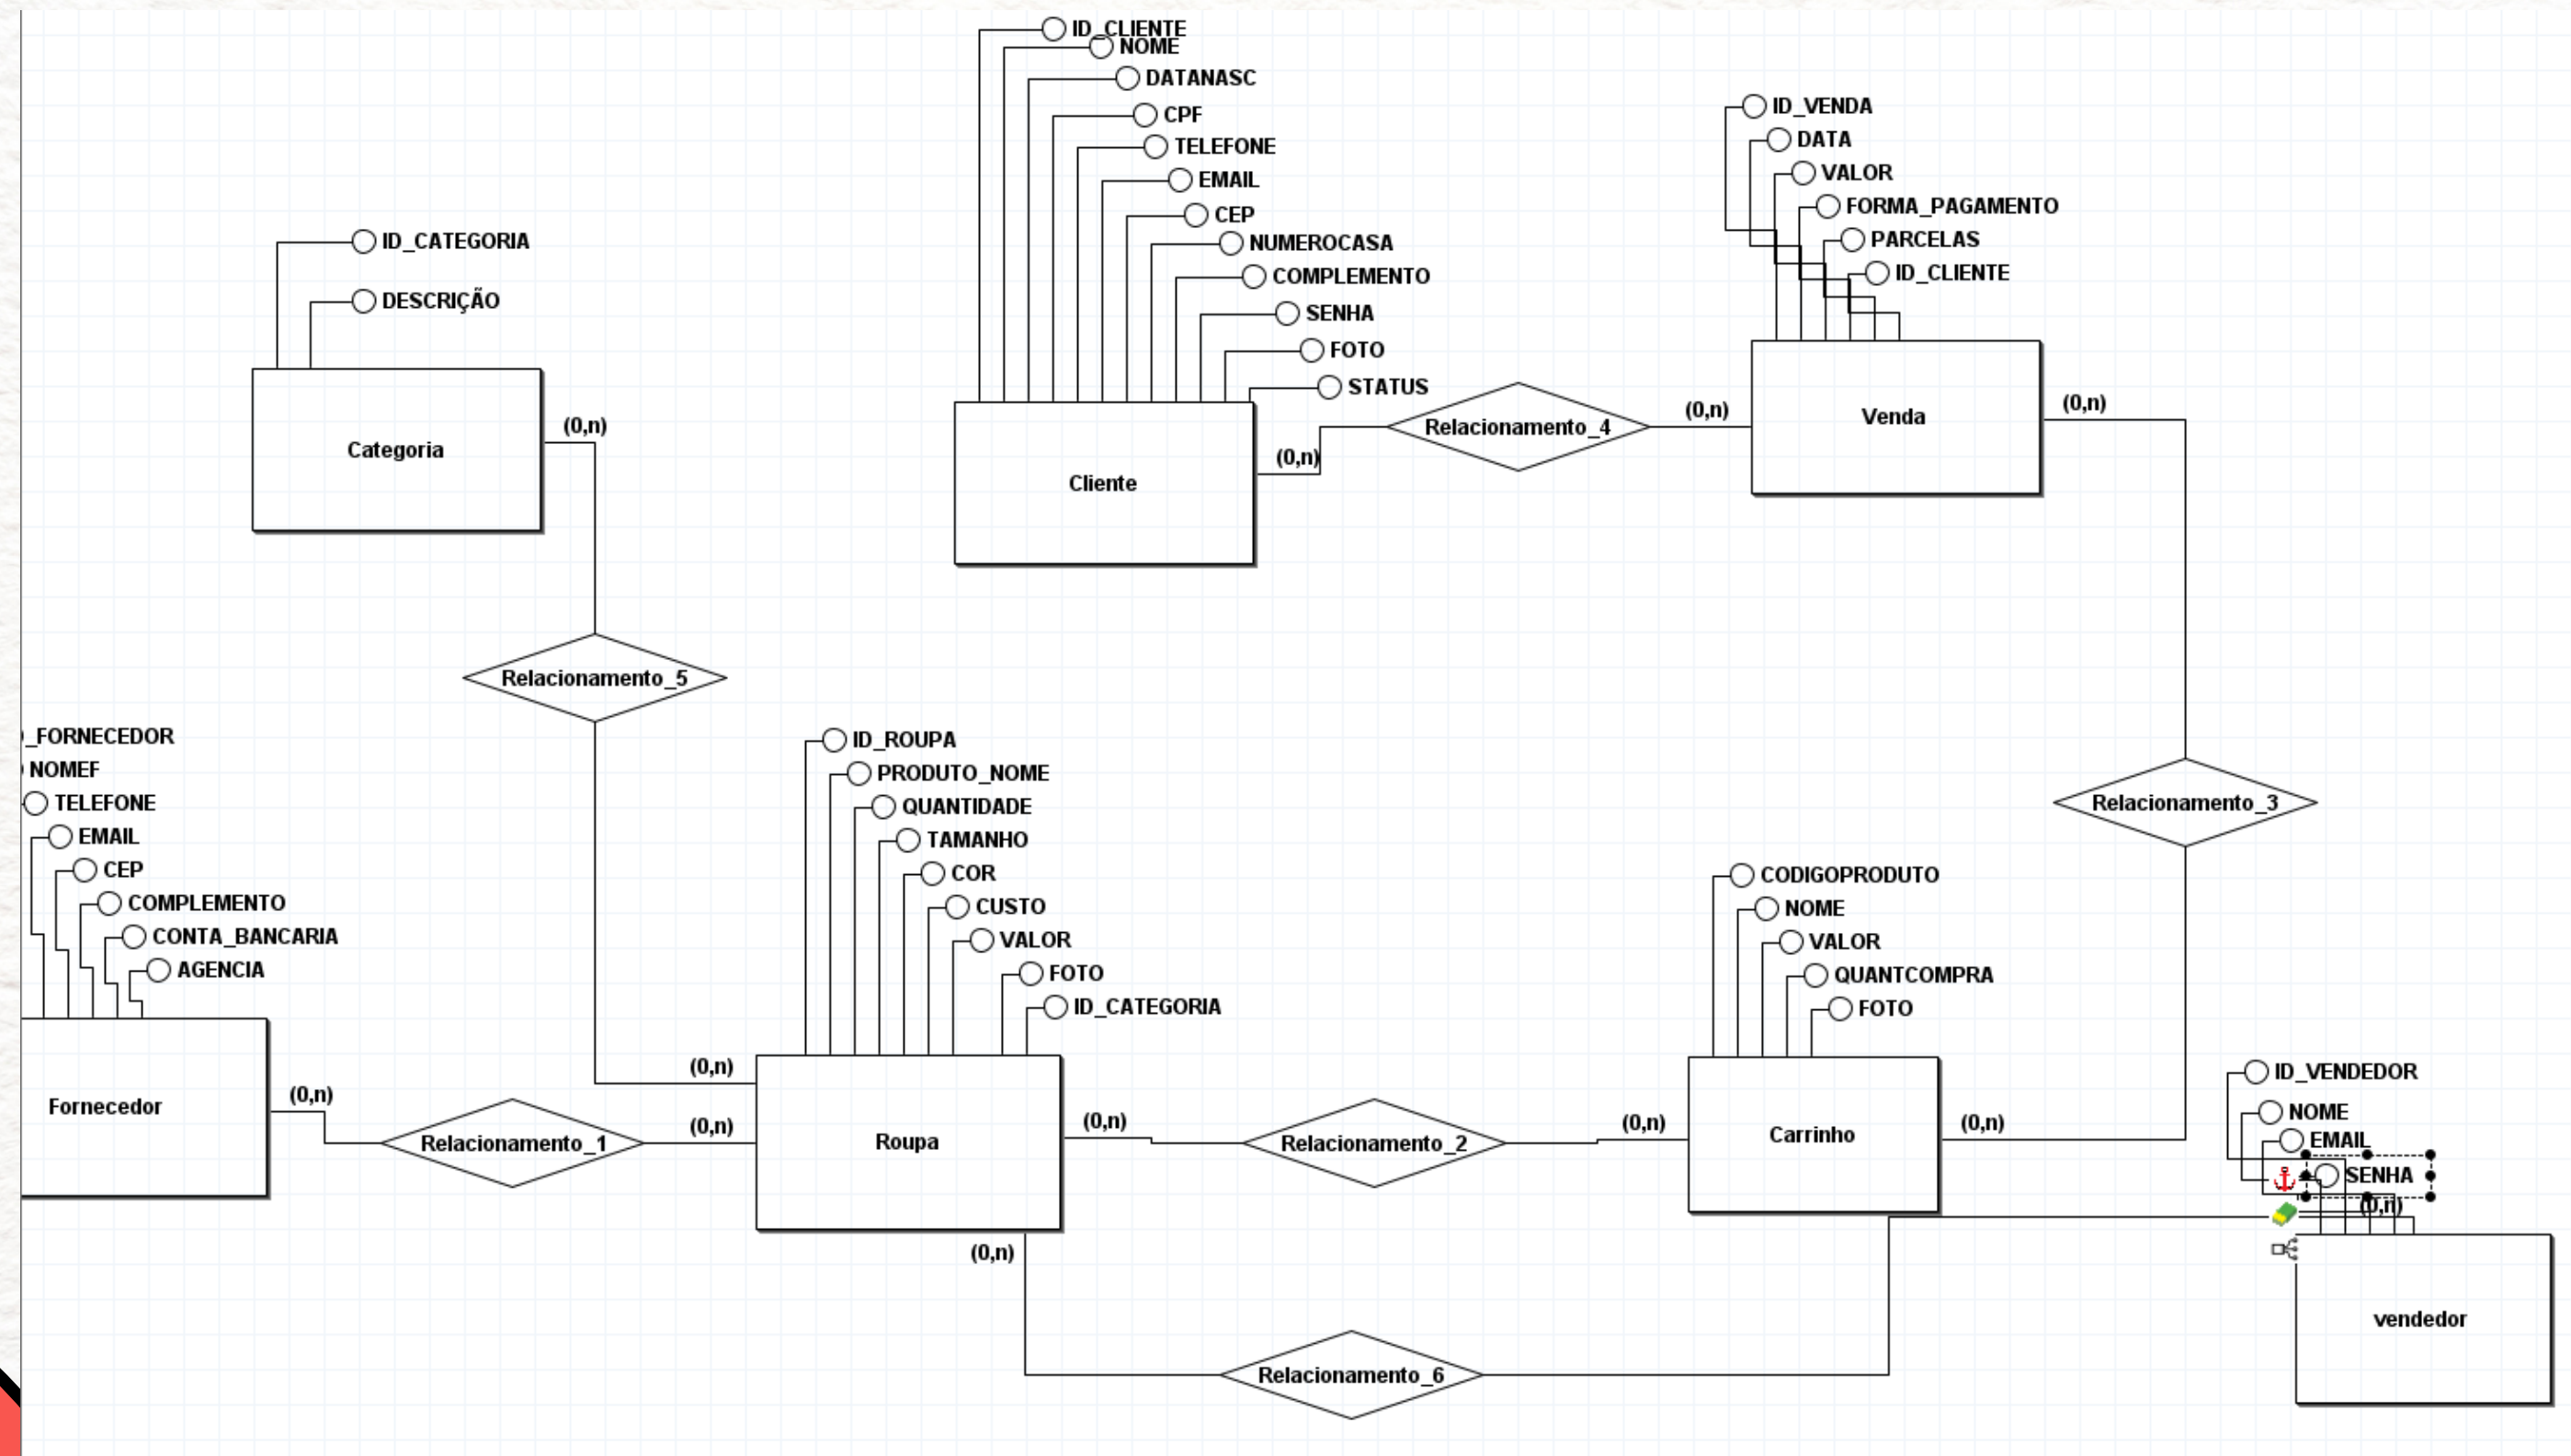 ID_CLIENTE
NOME
DATANASC
CPF
TELEFONE
EMAIL
CEP
NUMEROCASA
COMPLEMENTO
SENHA
FOTO
STATUS
Cliente
(0,n)
Relacionamento_4
(0,n)
ID_VENDA
DATA
VALOR
FORMA_PAGAMENTO
PARCELAS
ID_CLIENTE
Venda
(0,n)
ID_CATEGORIA
DESCRIÇÃO
Categoria
(0,n)
Relacionamento_5
(0,n)
_FORNECEDOR
NOMEF
TELEFONE
EMAIL
CEP
COMPLEMENTO
CONTA_BANCARIA
AGENCIA
Fornecedor
(0,n)
Relacionamento_1
(0,n)
ID_ROUPA
PRODUTO_NOME
QUANTIDADE
TAMANHO
COR
CUSTO
VALOR
FOTO
ID_CATEGORIA
Roupa
(0,n)
Relacionamento_2
(0,n)
CODIGOPRODUTO
NOME
VALOR
QUANTCOMPRA
FOTO
Carrinho
(0,n)
Relacionamento_3
ID_VENDEDOR
NOME
EMAIL
SENHA
(0,n)
vendedor
(0,n)
Relacionamento_6